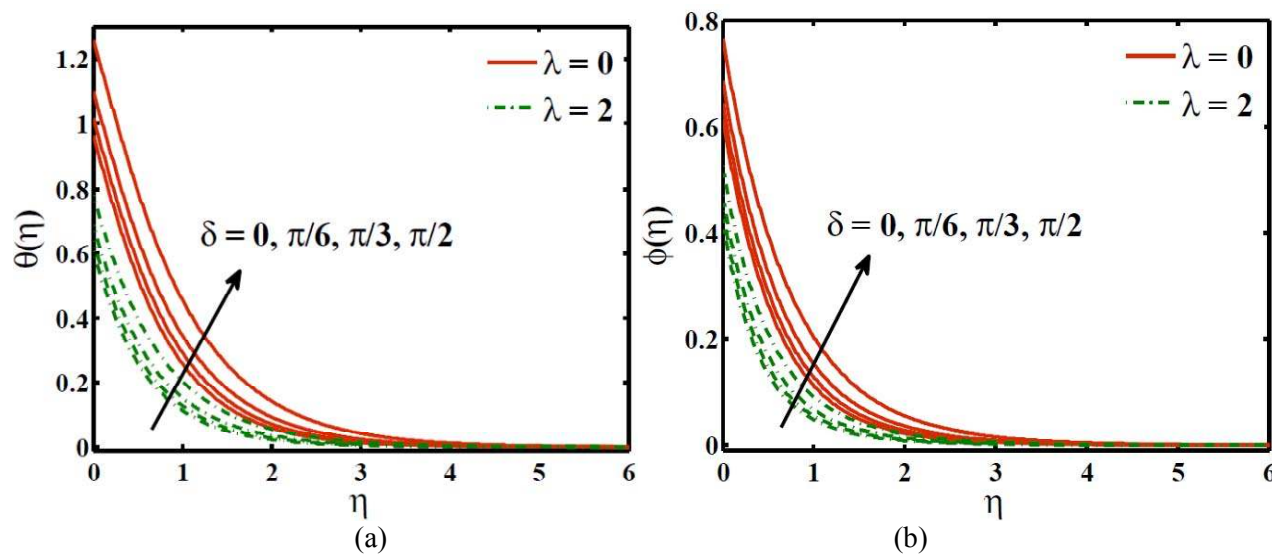 1.2
1
0.8
0.6
0.4
0.2
0
θ(η)
λ = 0
λ = 2
δ = 0, π/6, π/3, π/2
0 1 2 3 4 5 6
η
(a)
0.8
0.6
0.4
0.2
0
ϕ(η)
λ = 0
λ = 2
δ = 0, π/6, π/3, π/2
0 1 2 3 4 5 6
η
(b)